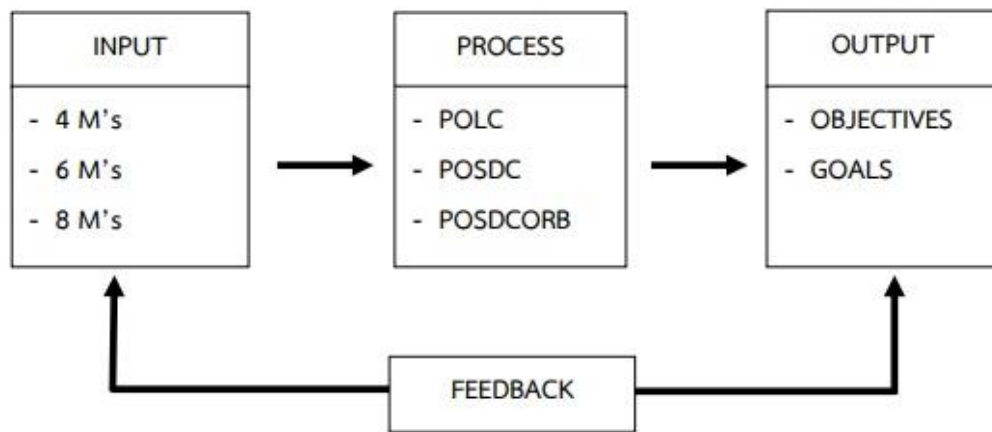 INPUT
- 4 M’s
- 6 M’s
- 8 M’s
PROCESS
- POLC
- POSDC
- POSDCORB
OUTPUT
- OBJECTIVES
- GOALS
FEEDBACK